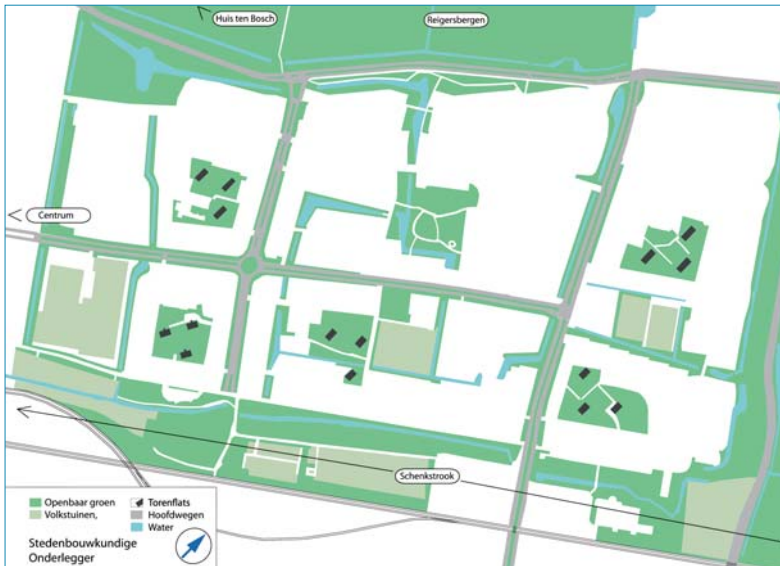 Huis ten Bosch
Reigersbergen
Centrum
Schenkstrook
Openbaar groen
Volkstuinen,
Torenflats
Hoofdwegen
Water
Stedenbouwkundige
Onderlegger